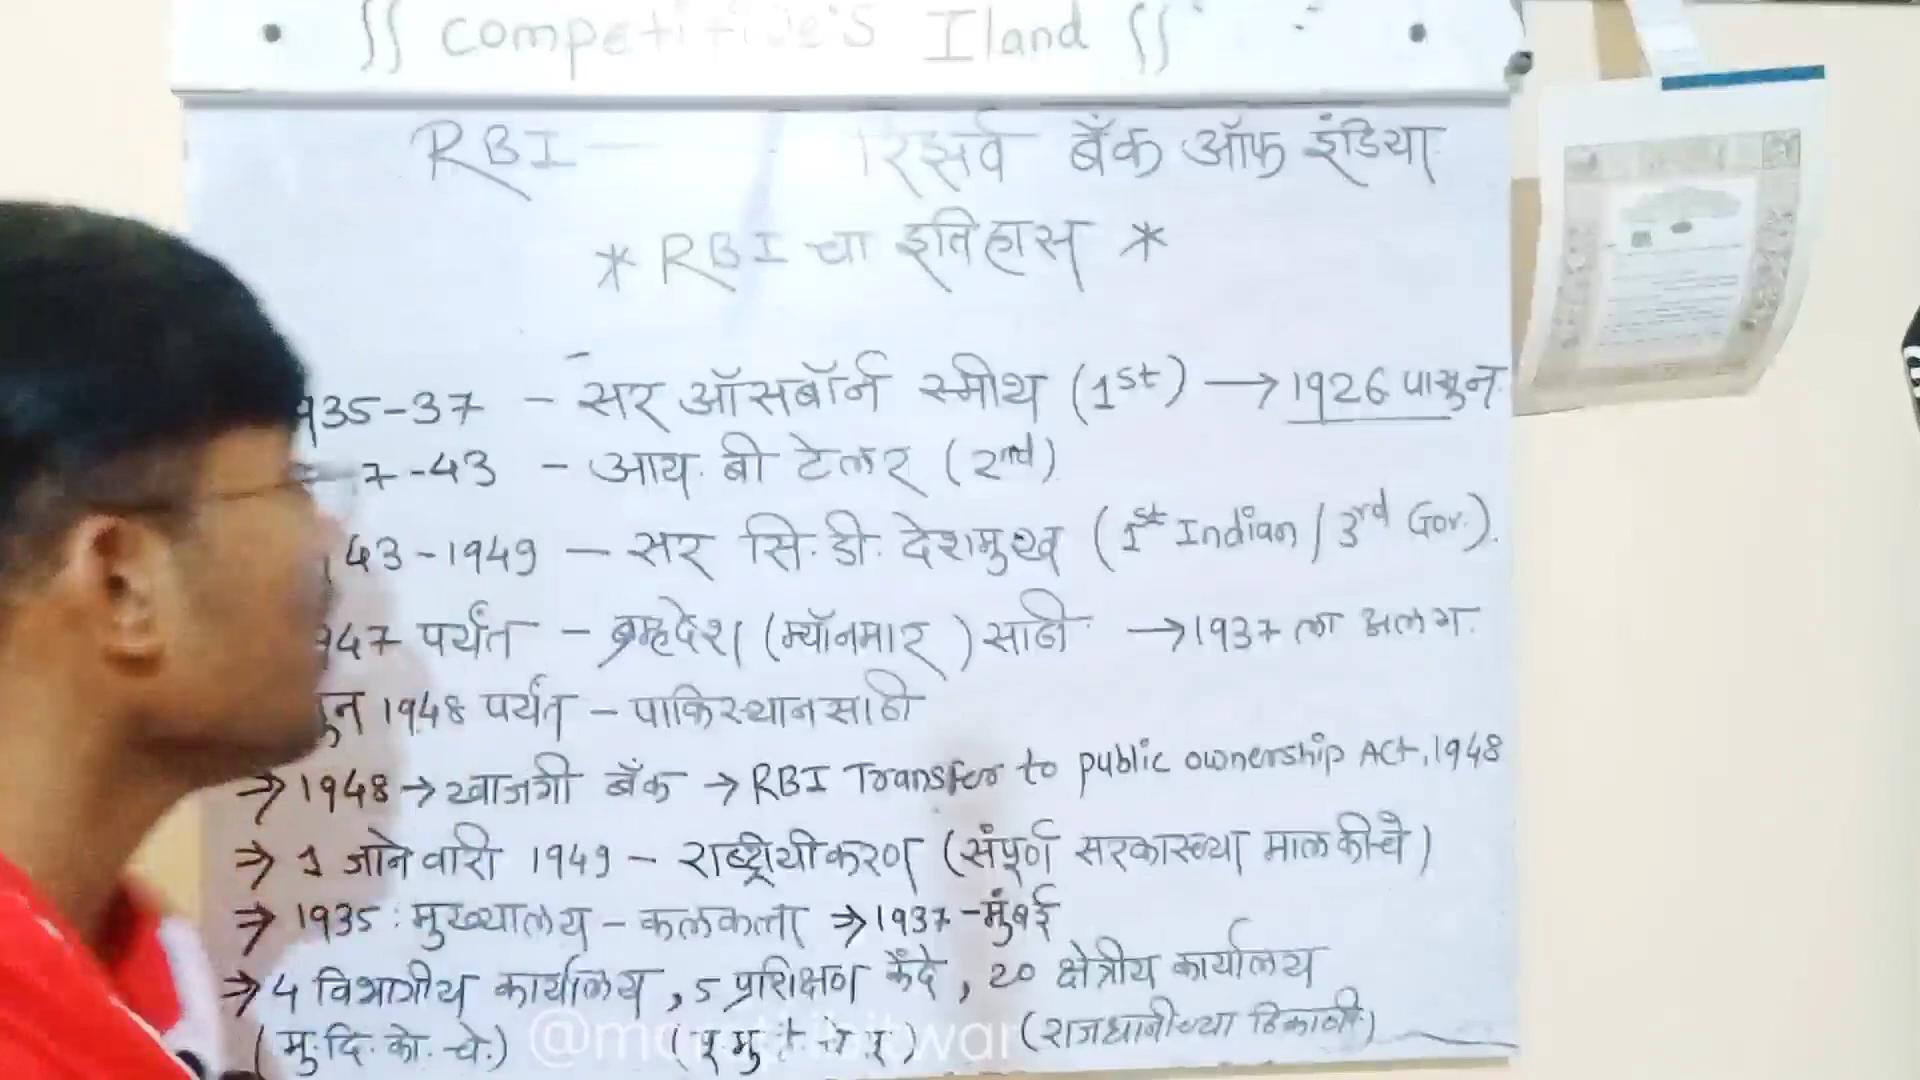 ∬ Competitive's Iland ∬
RBI — रिझर्व बँक ऑफ इंडिया
* RBI चा इतिहास *
935-37 - सर ऑसबॉर्न स्मीथ (1st) → 1926 पासुन
7-43 - आय. बी टेलर (2nd)
43-1949 - सर सि. डी. देशमुख (1st Indian / 3rd Gov.)
947 पर्यंत - ब्रम्हदेश (म्यॉनमार) साठी → 1937 ला अलग.
1948 पर्यंत - पाकिस्थानसाठी
⇒ 1948 → खाजगी बँक → RBI Transfer to public ownership Act, 1948
⇒ 1 जानेवारी 1949 - राष्ट्रीयीकरण (संपूर्ण सरकारच्या मालकीचे)
⇒ 1935 : मुख्यालय - कलकत्ता ⇒ 1937 - मुंबई
⇒ 4 विभागीय कार्यालय, 5 प्रशिक्षण केंद्रे, 20 क्षेत्रीय कार्यालय
(मु. दि. को. चे.) (राजधानीच्या ठिकाणी)